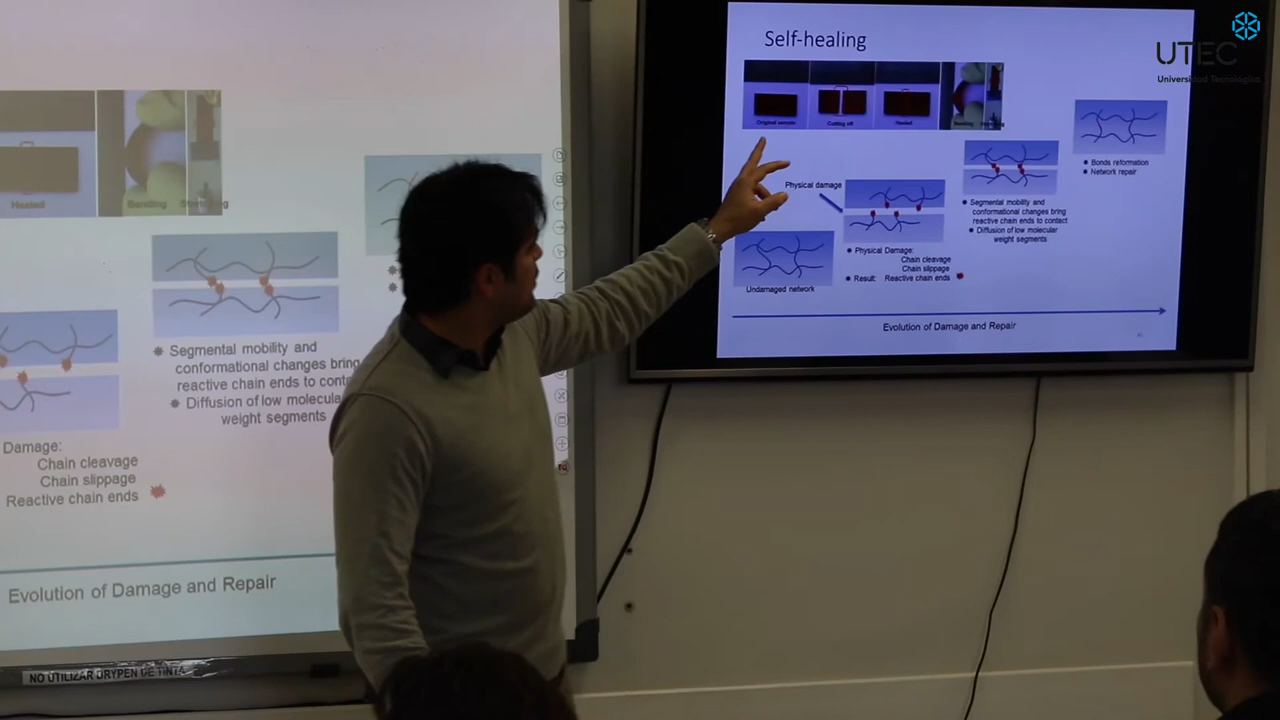 UTEC
Universidad Tecnológica
Self-healing
Original sample
Cutting off
Healed
Bending
Physical damage
Undamaged network
Physical Damage:
Chain cleavage
Chain slippage
Result: Reactive chain ends
Segmental mobility and
conformational changes bring
reactive chain ends to contact
Diffusion of low molecular
weight segments
Bonds reformation
Network repair
Evolution of Damage and Repair
Healed
Bending
Segmental mobility and
conformational changes bring
reactive chain ends to
Diffusion of low molecula
weight segments
Damage:
Chain cleavage
Chain slippage
Reactive chain ends
Evolution of Damage and Repair
NO UTILIZAR DRYPEN DE TINTA